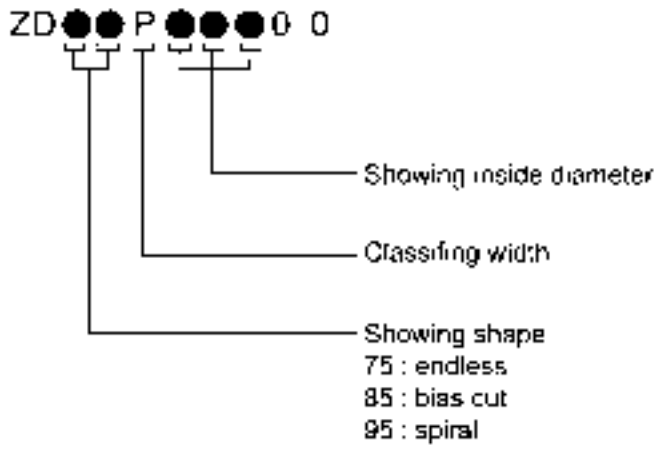 ZD●●P●●●0 0
Showing inside diameter
Classifing width
Showing shape
75 : endless
85 : bias cut
95 : spiral